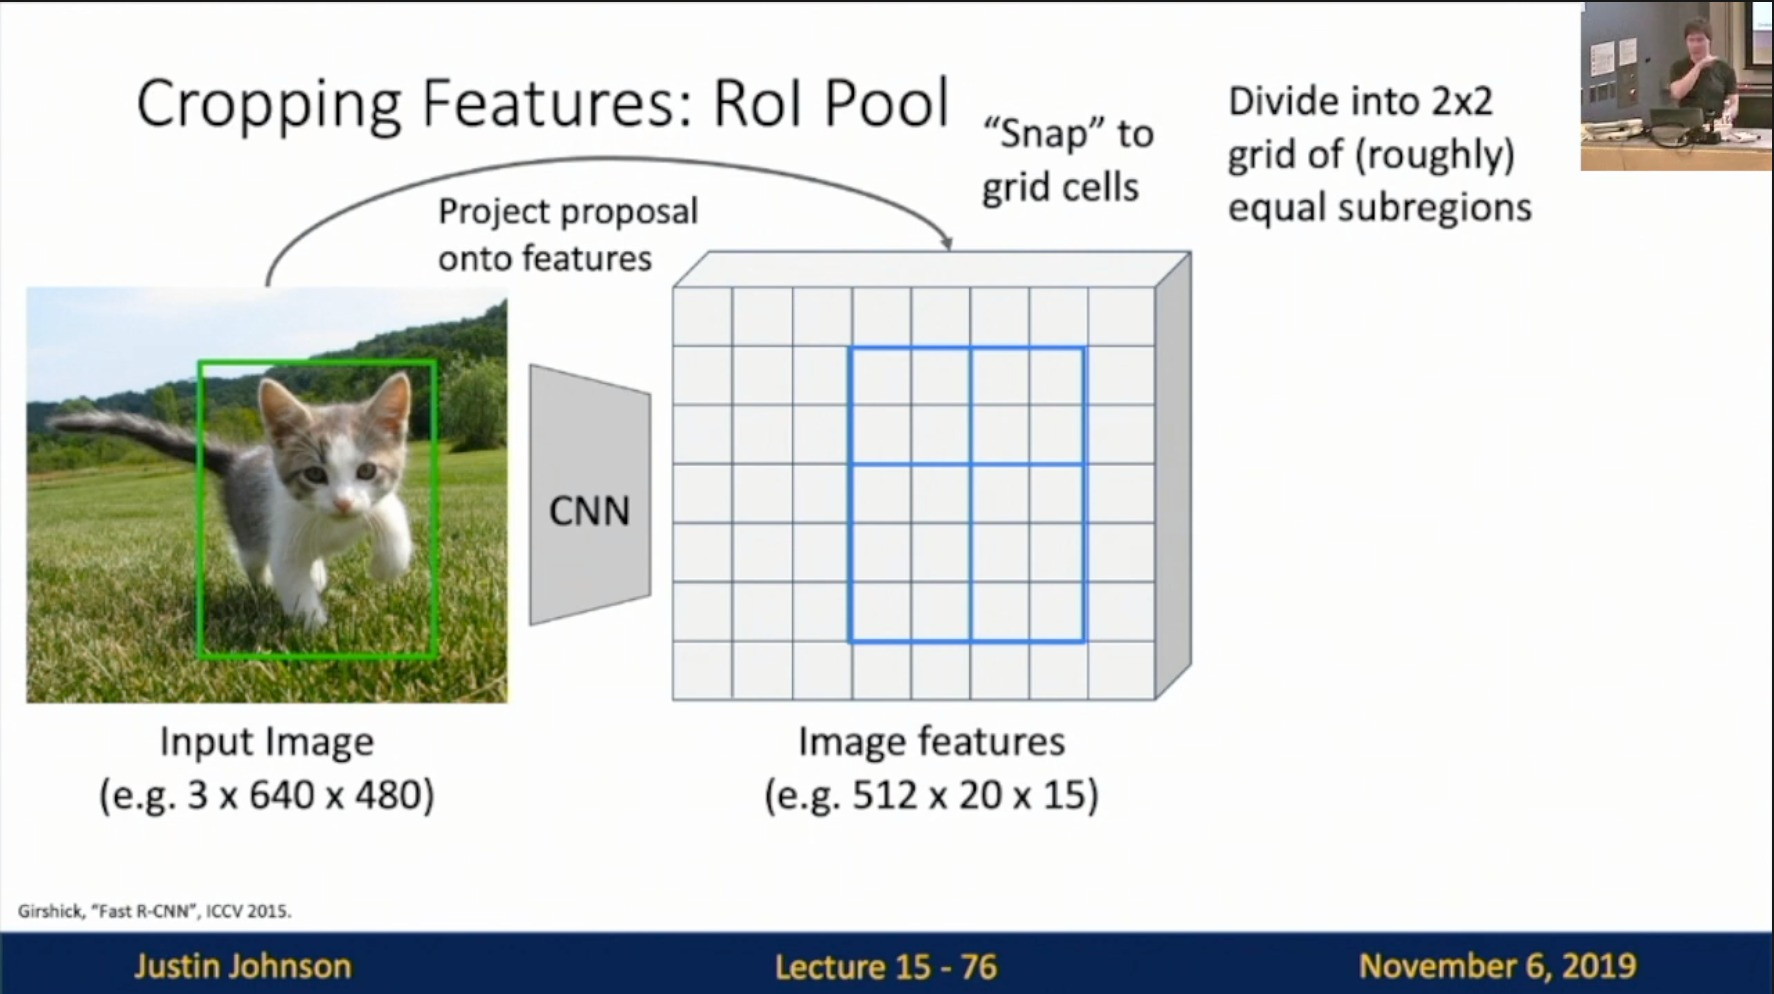 Cropping Features: RoI Pool
"Snap" to
grid cells
Divide into 2x2
grid of (roughly)
equal subregions
Project proposal
onto features
CNN
Input Image
(e.g. 3 x 640 x 480)
Image features
(e.g. 512 x 20 x 15)
Girshick, "Fast R-CNN", ICCV 2015.
Justin Johnson
Lecture 15 - 76
November 6, 2019